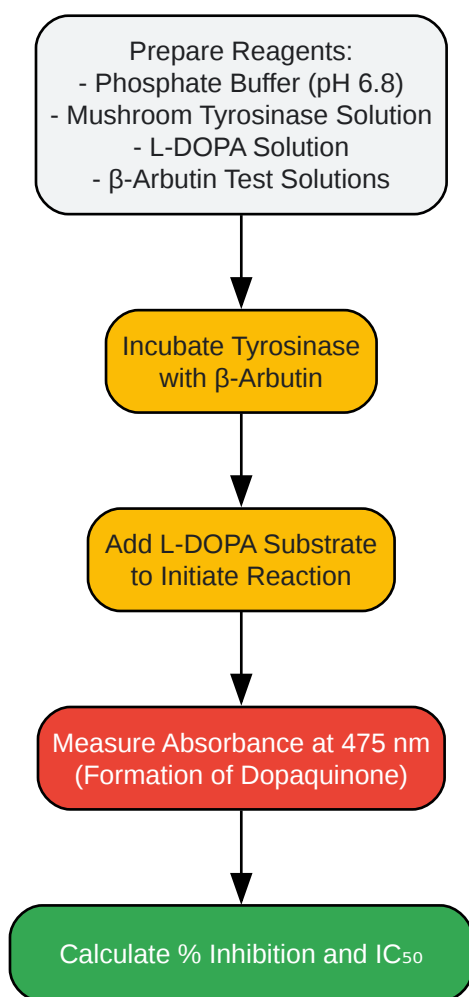 Prepare Reagents:
- Phosphate Buffer (pH 6.8)
- Mushroom Tyrosinase Solution
- L-DOPA Solution
- β-Arbutin Test Solutions
Incubate Tyrosinase
with β-Arbutin
Add L-DOPA Substrate
to Initiate Reaction
Measure Absorbance at 475 nm
(Formation of Dopaquinone)
Calculate % Inhibition and IC₅₀